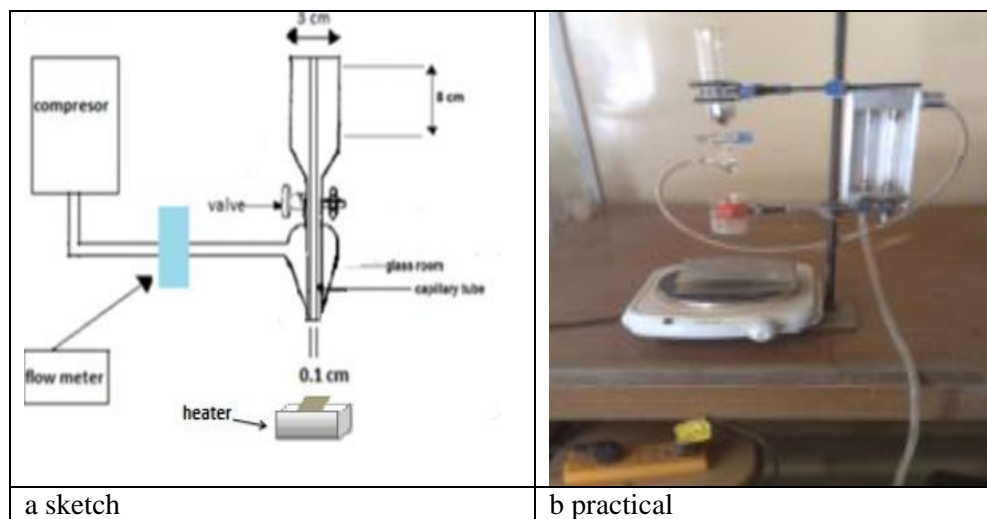 3 cm
compresor
8 cm
valve
glass room
capillary tube
flow meter
0.1 cm
heater
a sketch
b practical